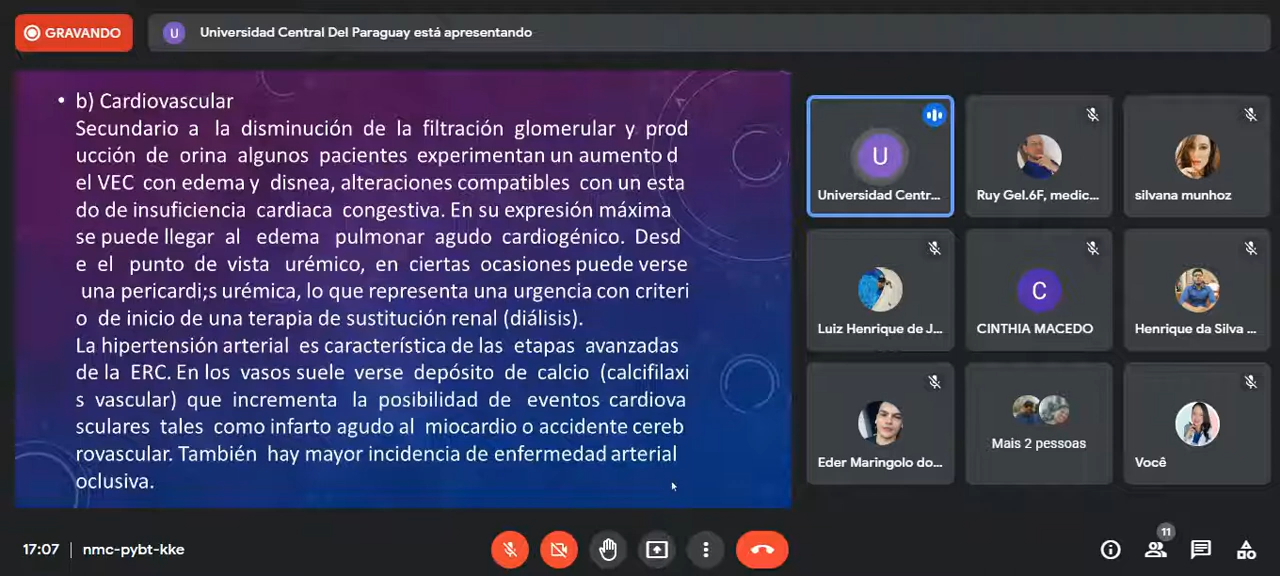 GRAVANDO
U
Universidad Central Del Paraguay está apresentando
• b) Cardiovascular
Secundario a la disminución de la filtración glomerular y prod
ucción de orina algunos pacientes experimentan un aumento d
el VEC con edema y disnea, alteraciones compatibles con un esta
do de insuficiencia cardiaca congestiva. En su expresión máxima
se puede llegar al edema pulmonar agudo cardiogénico. Desd
e el punto de vista urémico, en ciertas ocasiones puede verse
una pericardi;s urémica, lo que representa una urgencia con criteri
o de inicio de una terapia de sustitución renal (diálisis).
La hipertensión arterial es característica de las etapas avanzadas
de la ERC. En los vasos suele verse depósito de calcio (calcifilaxi
s vascular) que incrementa la posibilidad de eventos cardiova
sculares tales como infarto agudo al miocardio o accidente cereb
rovascular. También hay mayor incidencia de enfermedad arterial
oclusiva.
U
Universidad Centr...
Ruy Gel.6F, medic...
silvana munhoz
Luiz Henrique de J...
C
CINTHIA MACEDO
Henrique da Silva ...
Eder Maringolo do...
Mais 2 pessoas
Você
17:07 | nmc-pybt-kke
11